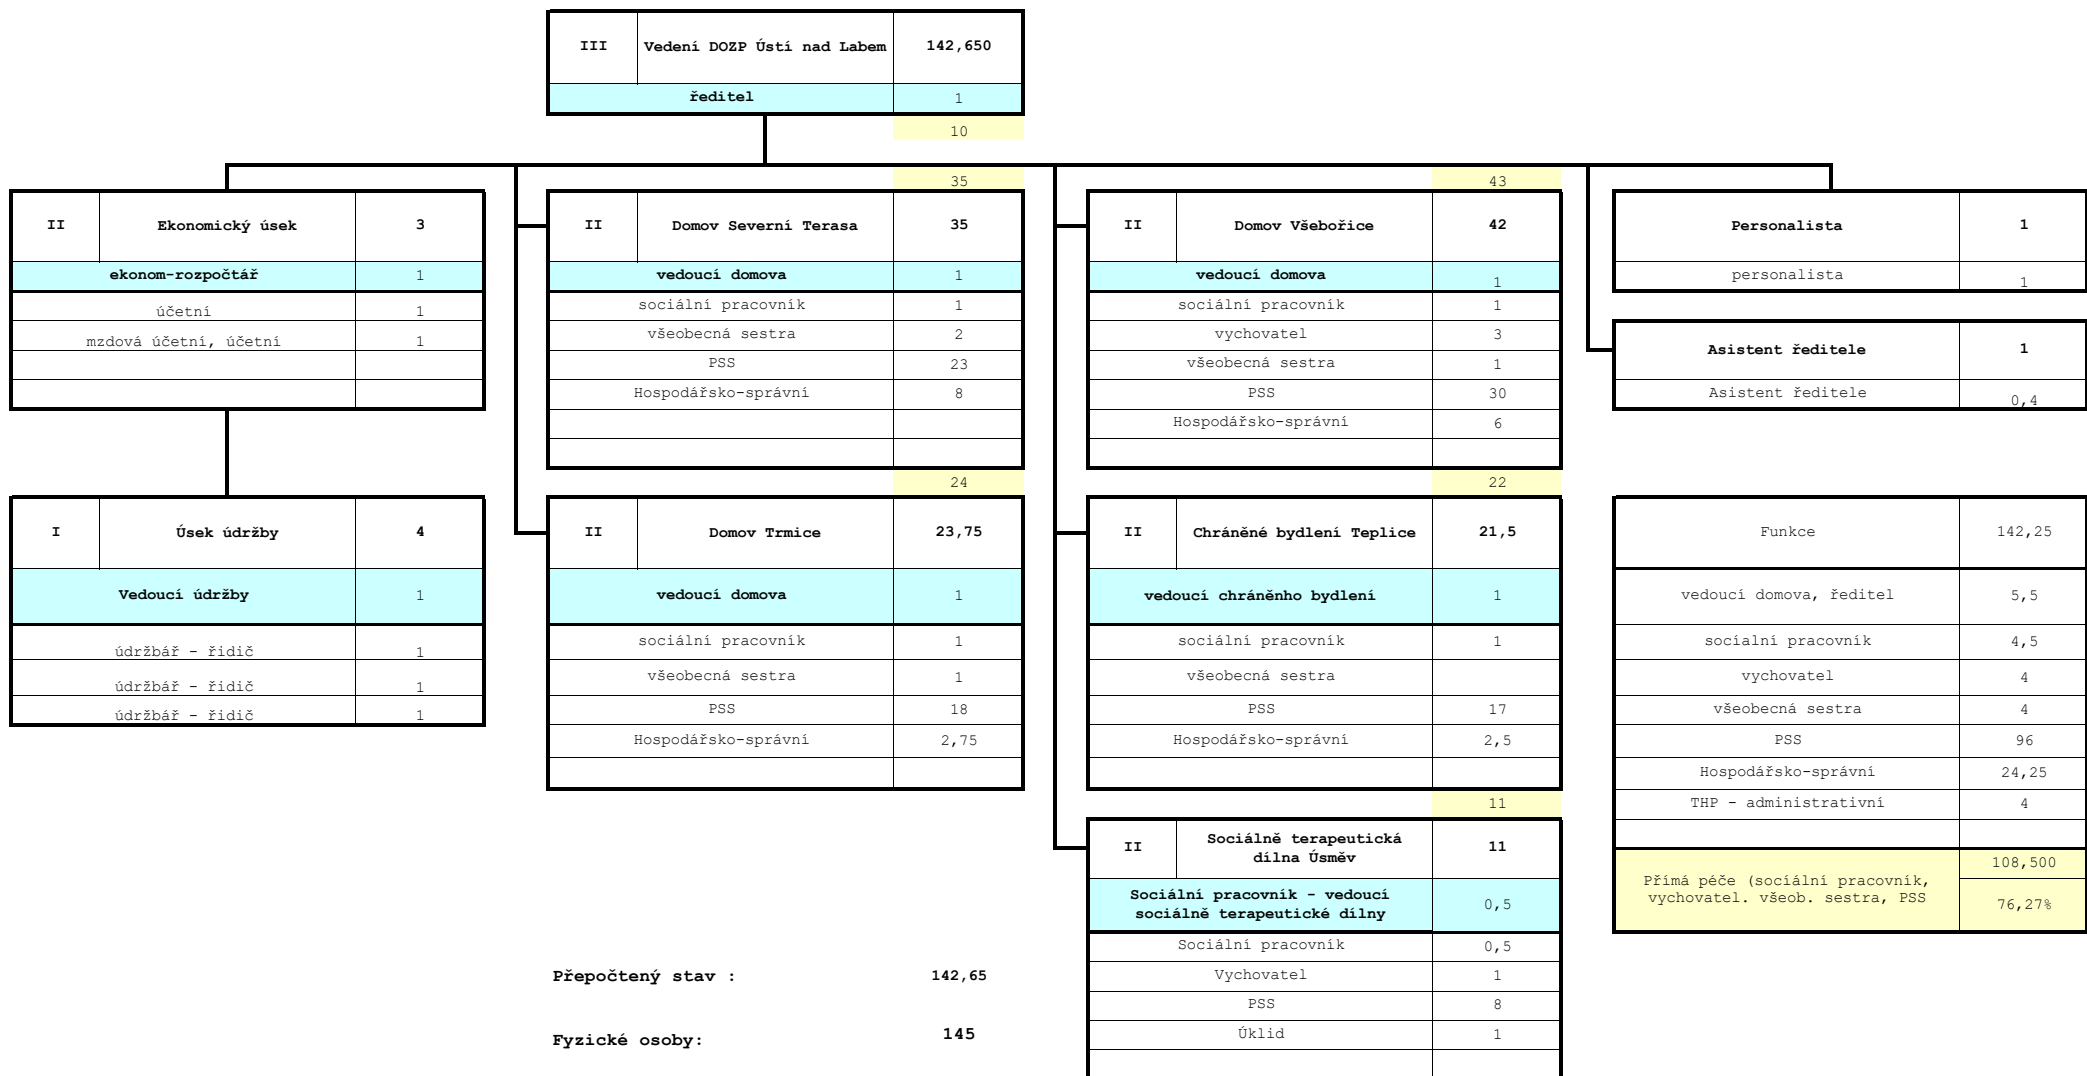 III Vedení DOZP Ústí nad Labem 142,650
ředitel 1
10
35
43
II Ekonomický úsek 3
ekonom-rozpočtář 1
účetní 1
mzdová účetní, účetní 1
II Domov Severní Terasa 35
vedoucí domova 1
sociální pracovník 1
všeobecná sestra 2
PSS 23
Hospodářsko-správní 8
II Domov Všebořice 42
vedoucí domova 1
sociální pracovník 1
vychovatel 3
všeobecná sestra 1
PSS 30
Hospodářsko-správní 6
Personalista 1
personalista 1
Asistent ředitele 1
Asistent ředitele 0,4
24
22
I Úsek údržby 4
Vedoucí údržby 1
údržbář - řidič 1
údržbář - řidič 1
údržbář - řidič 1
II Domov Trmice 23,75
vedoucí domova 1
sociální pracovník 1
všeobecná sestra 1
PSS 18
Hospodářsko-správní 2,75
II Chráněné bydlení Teplice 21,5
vedoucí chráněnho bydlení 1
sociální pracovník 1
všeobecná sestra
PSS 17
Hospodářsko-správní 2,5
Funkce 142,25
vedoucí domova, ředitel 5,5
socialní pracovník 4,5
vychovatel 4
všeobecná sestra 4
PSS 96
Hospodářsko-správní 24,25
THP - administrativní 4
108,500
Přímá péče (sociální pracovník,
vychovatel. všeob. sestra, PSS 76,27%
11
II Sociálně terapeutická
dílna Úsměv 11
Sociální pracovník - vedoucí
sociálně terapeutické dílny 0,5
Sociální pracovník 0,5
Vychovatel 1
PSS 8
Úklid 1
Přepočtený stav : 142,65
Fyzické osoby: 145